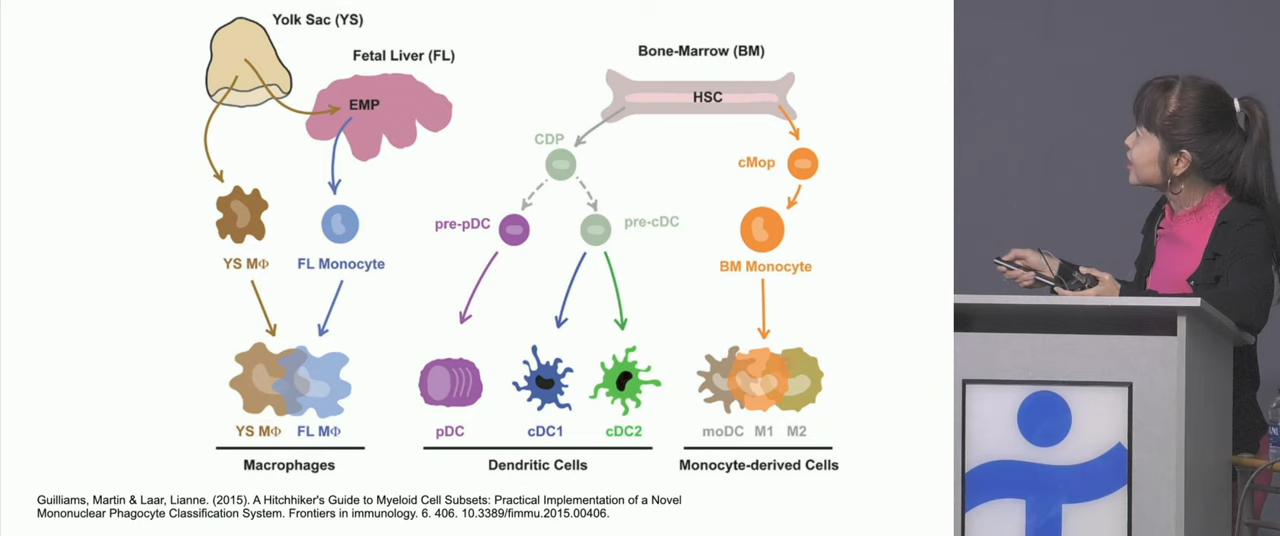 Yolk Sac (YS)
Fetal Liver (FL)
Bone-Marrow (BM)
EMP
HSC
CDP
cMop
pre-pDC
pre-cDC
YS MΦ
FL Monocyte
BM Monocyte
YS MΦ
FL MΦ
pDC
cDC1
cDC2
moDC
M1
M2
Macrophages
Dendritic Cells
Monocyte-derived Cells
Guilliams, Martin & Laar, Lianne. (2015). A Hitchhiker's Guide to Myeloid Cell Subsets: Practical Implementation of a Novel
Mononuclear Phagocyte Classification System. Frontiers in immunology. 6. 406. 10.3389/fimmu.2015.00406.